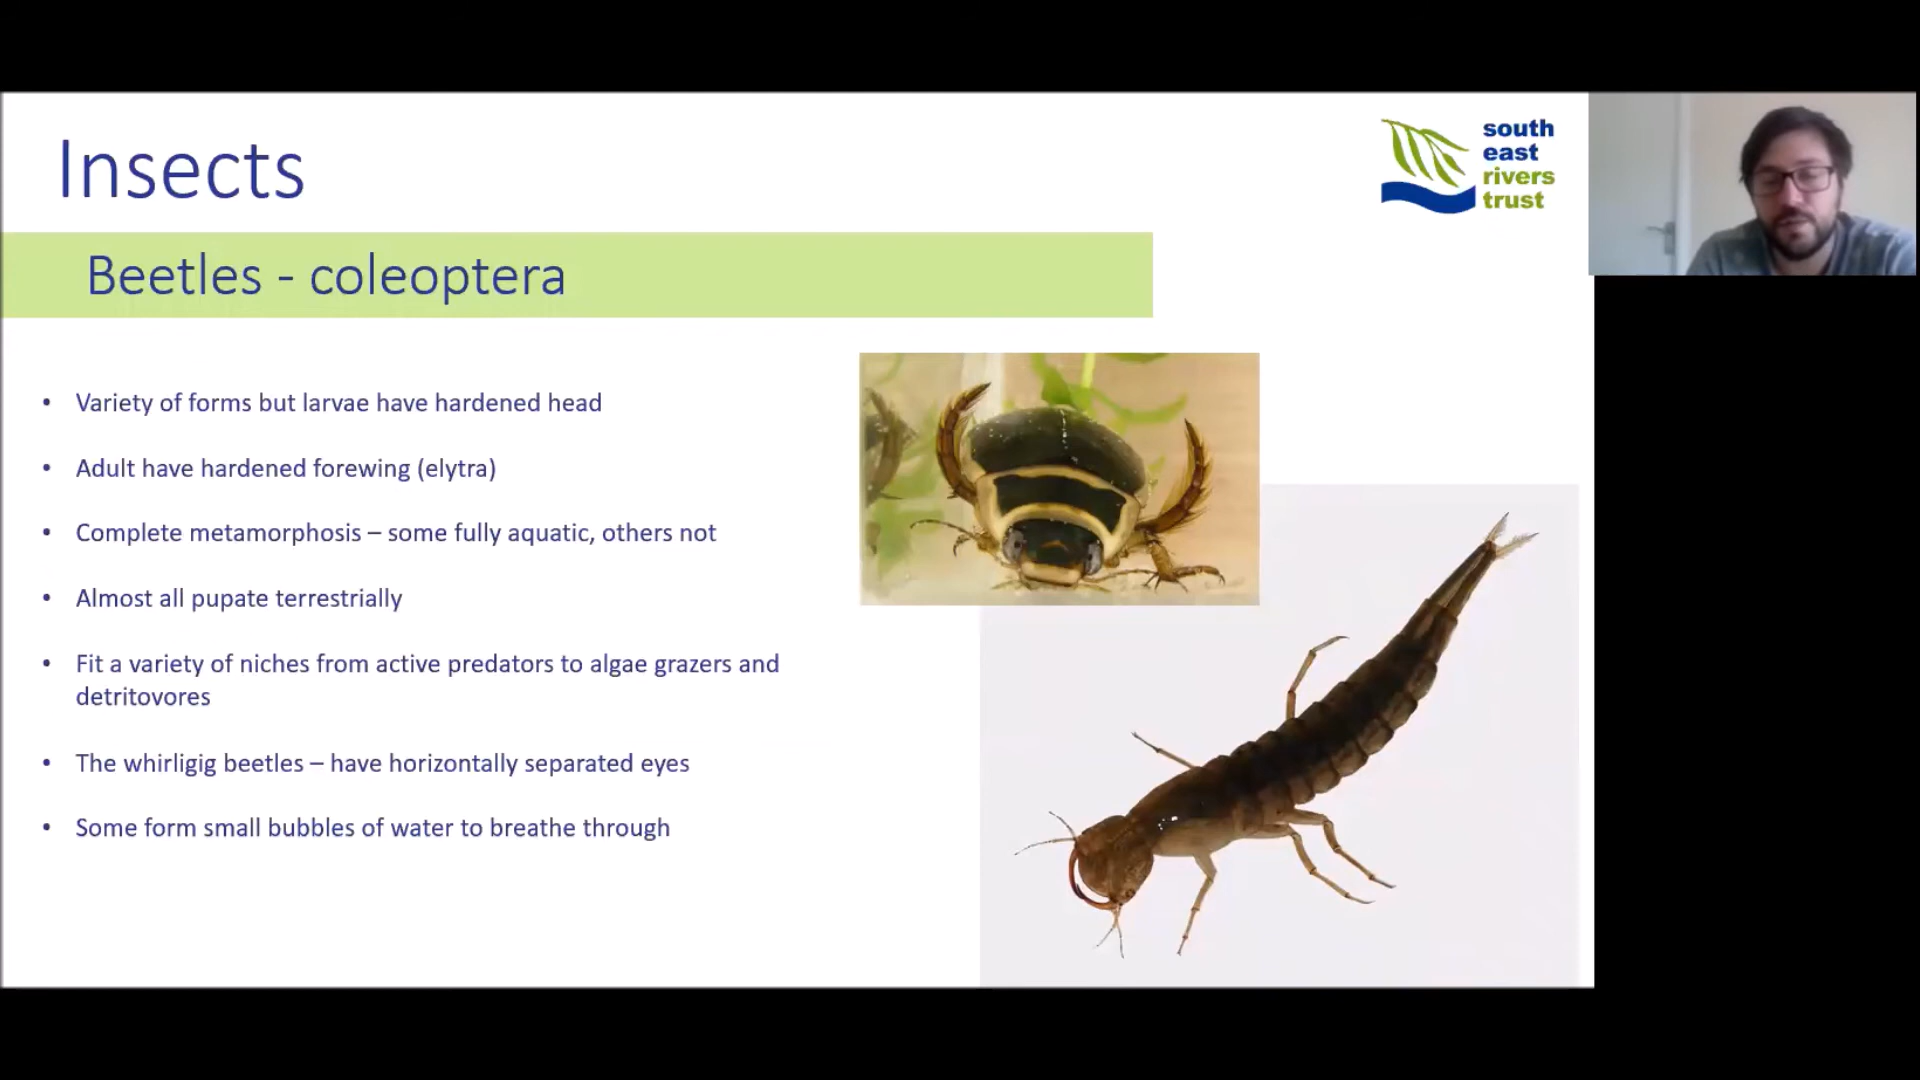 Insects
south
east
rivers
trust
Beetles - coleoptera
• Variety of forms but larvae have hardened head
• Adult have hardened forewing (elytra)
• Complete metamorphosis – some fully aquatic, others not
• Almost all pupate terrestrially
• Fit a variety of niches from active predators to algae grazers and
detritovores
• The whirligig beetles – have horizontally separated eyes
• Some form small bubbles of water to breathe through